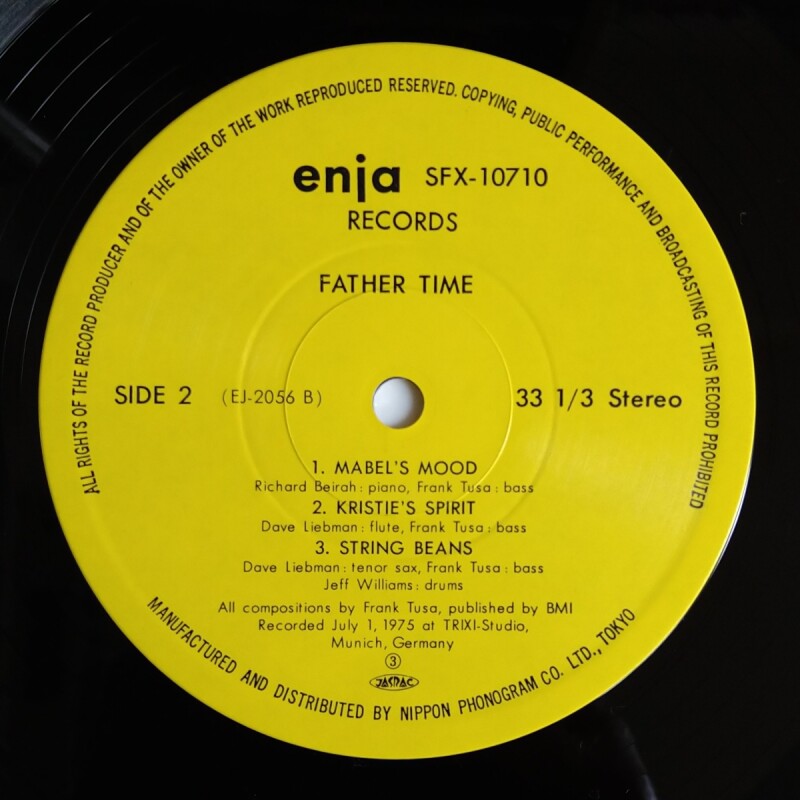 ALL RIGHTS OF THE RECORD PRODUCER AND OF THE OWNER OF THE WORK REPRODUCED RESERVED. COPYING, PUBLIC PERFORMANCE AND BROADCASTING OF THIS RECORD PROHIBITED
enja SFX-10710
RECORDS
FATHER TIME
SIDE 2 (EJ-2056 B) 33 1/3 Stereo
1. MABEL'S MOOD
Richard Beirah : piano, Frank Tusa : bass
2. KRISTIE'S SPIRIT
Dave Liebman : flute, Frank Tusa : bass
3. STRING BEANS
Dave Liebman : tenor sax, Frank Tusa : bass
Jeff Williams : drums
All compositions by Frank Tusa, published by BMI
Recorded July 1, 1975 at TRIXI-Studio,
Munich, Germany
③
JASRAC
MANUFACTURED AND DISTRIBUTED BY NIPPON PHONOGRAM CO. LTD., TOKYO